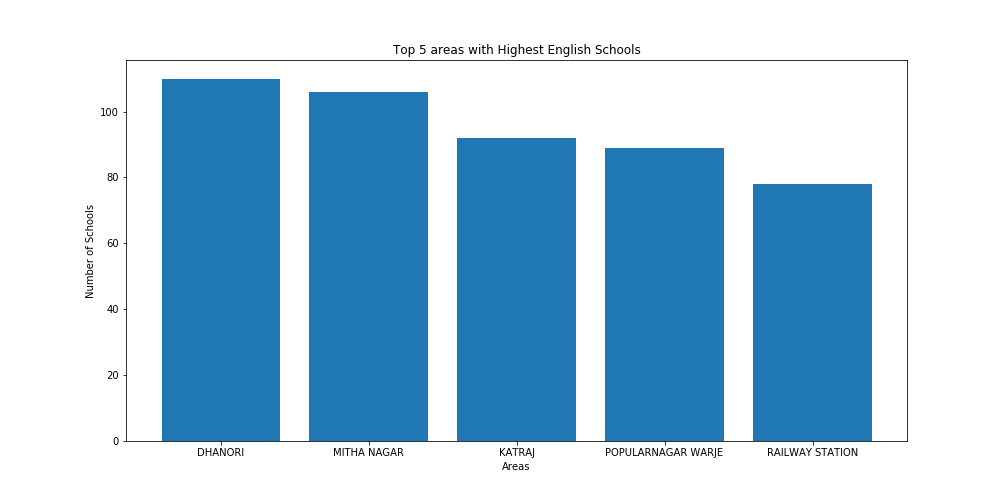 Top 5 areas with Highest English Schools
Number of Schools
100
80
60
40
20
0
DHANORI
MITHA NAGAR
KATRAJ
POPULARNAGAR WARJE
RAILWAY STATION
Areas